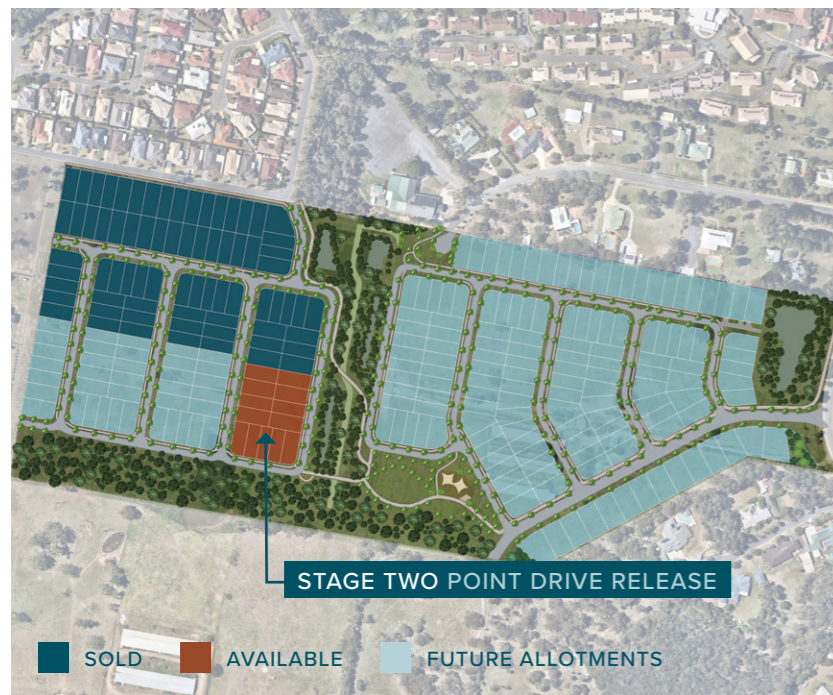 STAGE TWO POINT DRIVE RELEASE
SOLD AVAILABLE FUTURE ALLOTMENTS